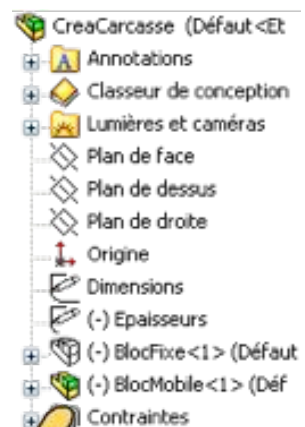 CreaCarcasse (Défaut<Et
Annotations
Classeur de conception
Lumières et caméras
Plan de face
Plan de dessus
Plan de droite
Origine
Dimensions
(-) Epaisseurs
(-) BlocFixe<1> (Défaut
(-) BlocMobile<1> (Déf
Contraintes